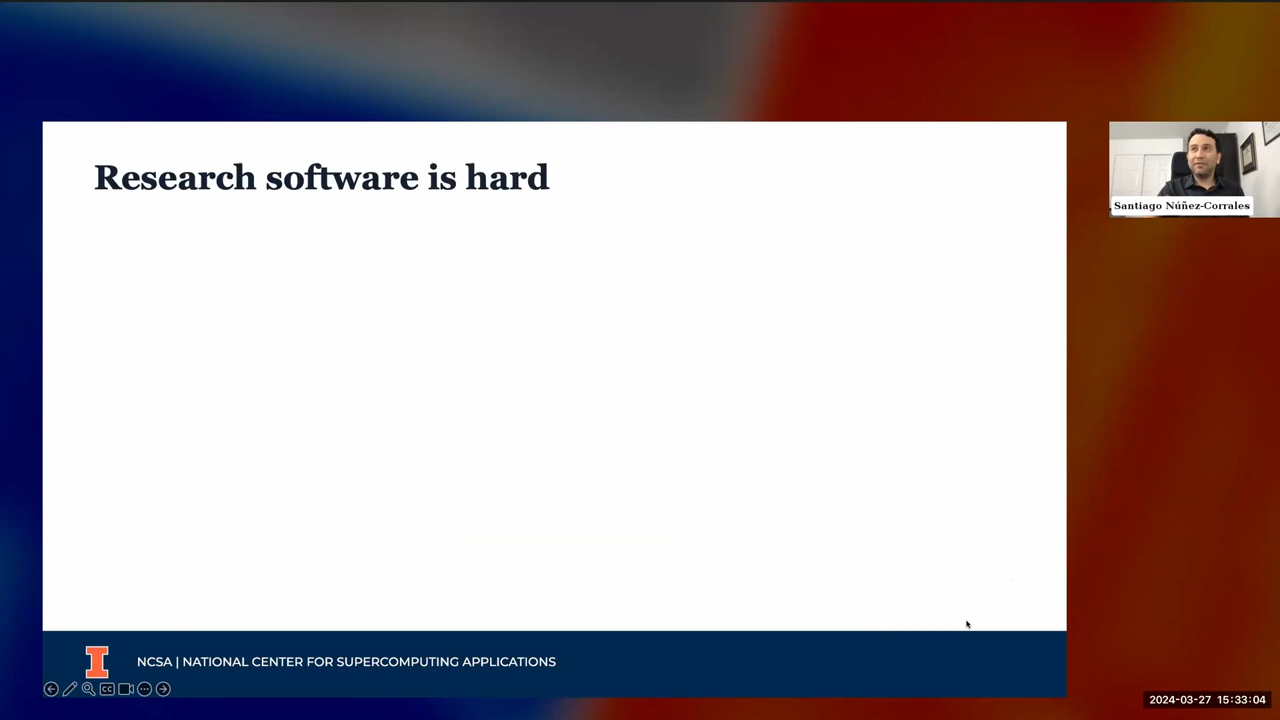 Research software is hard
Santiago Núñez-Corrales
I
NCSA | NATIONAL CENTER FOR SUPERCOMPUTING APPLICATIONS
CC
2024-03-27 15:33:04